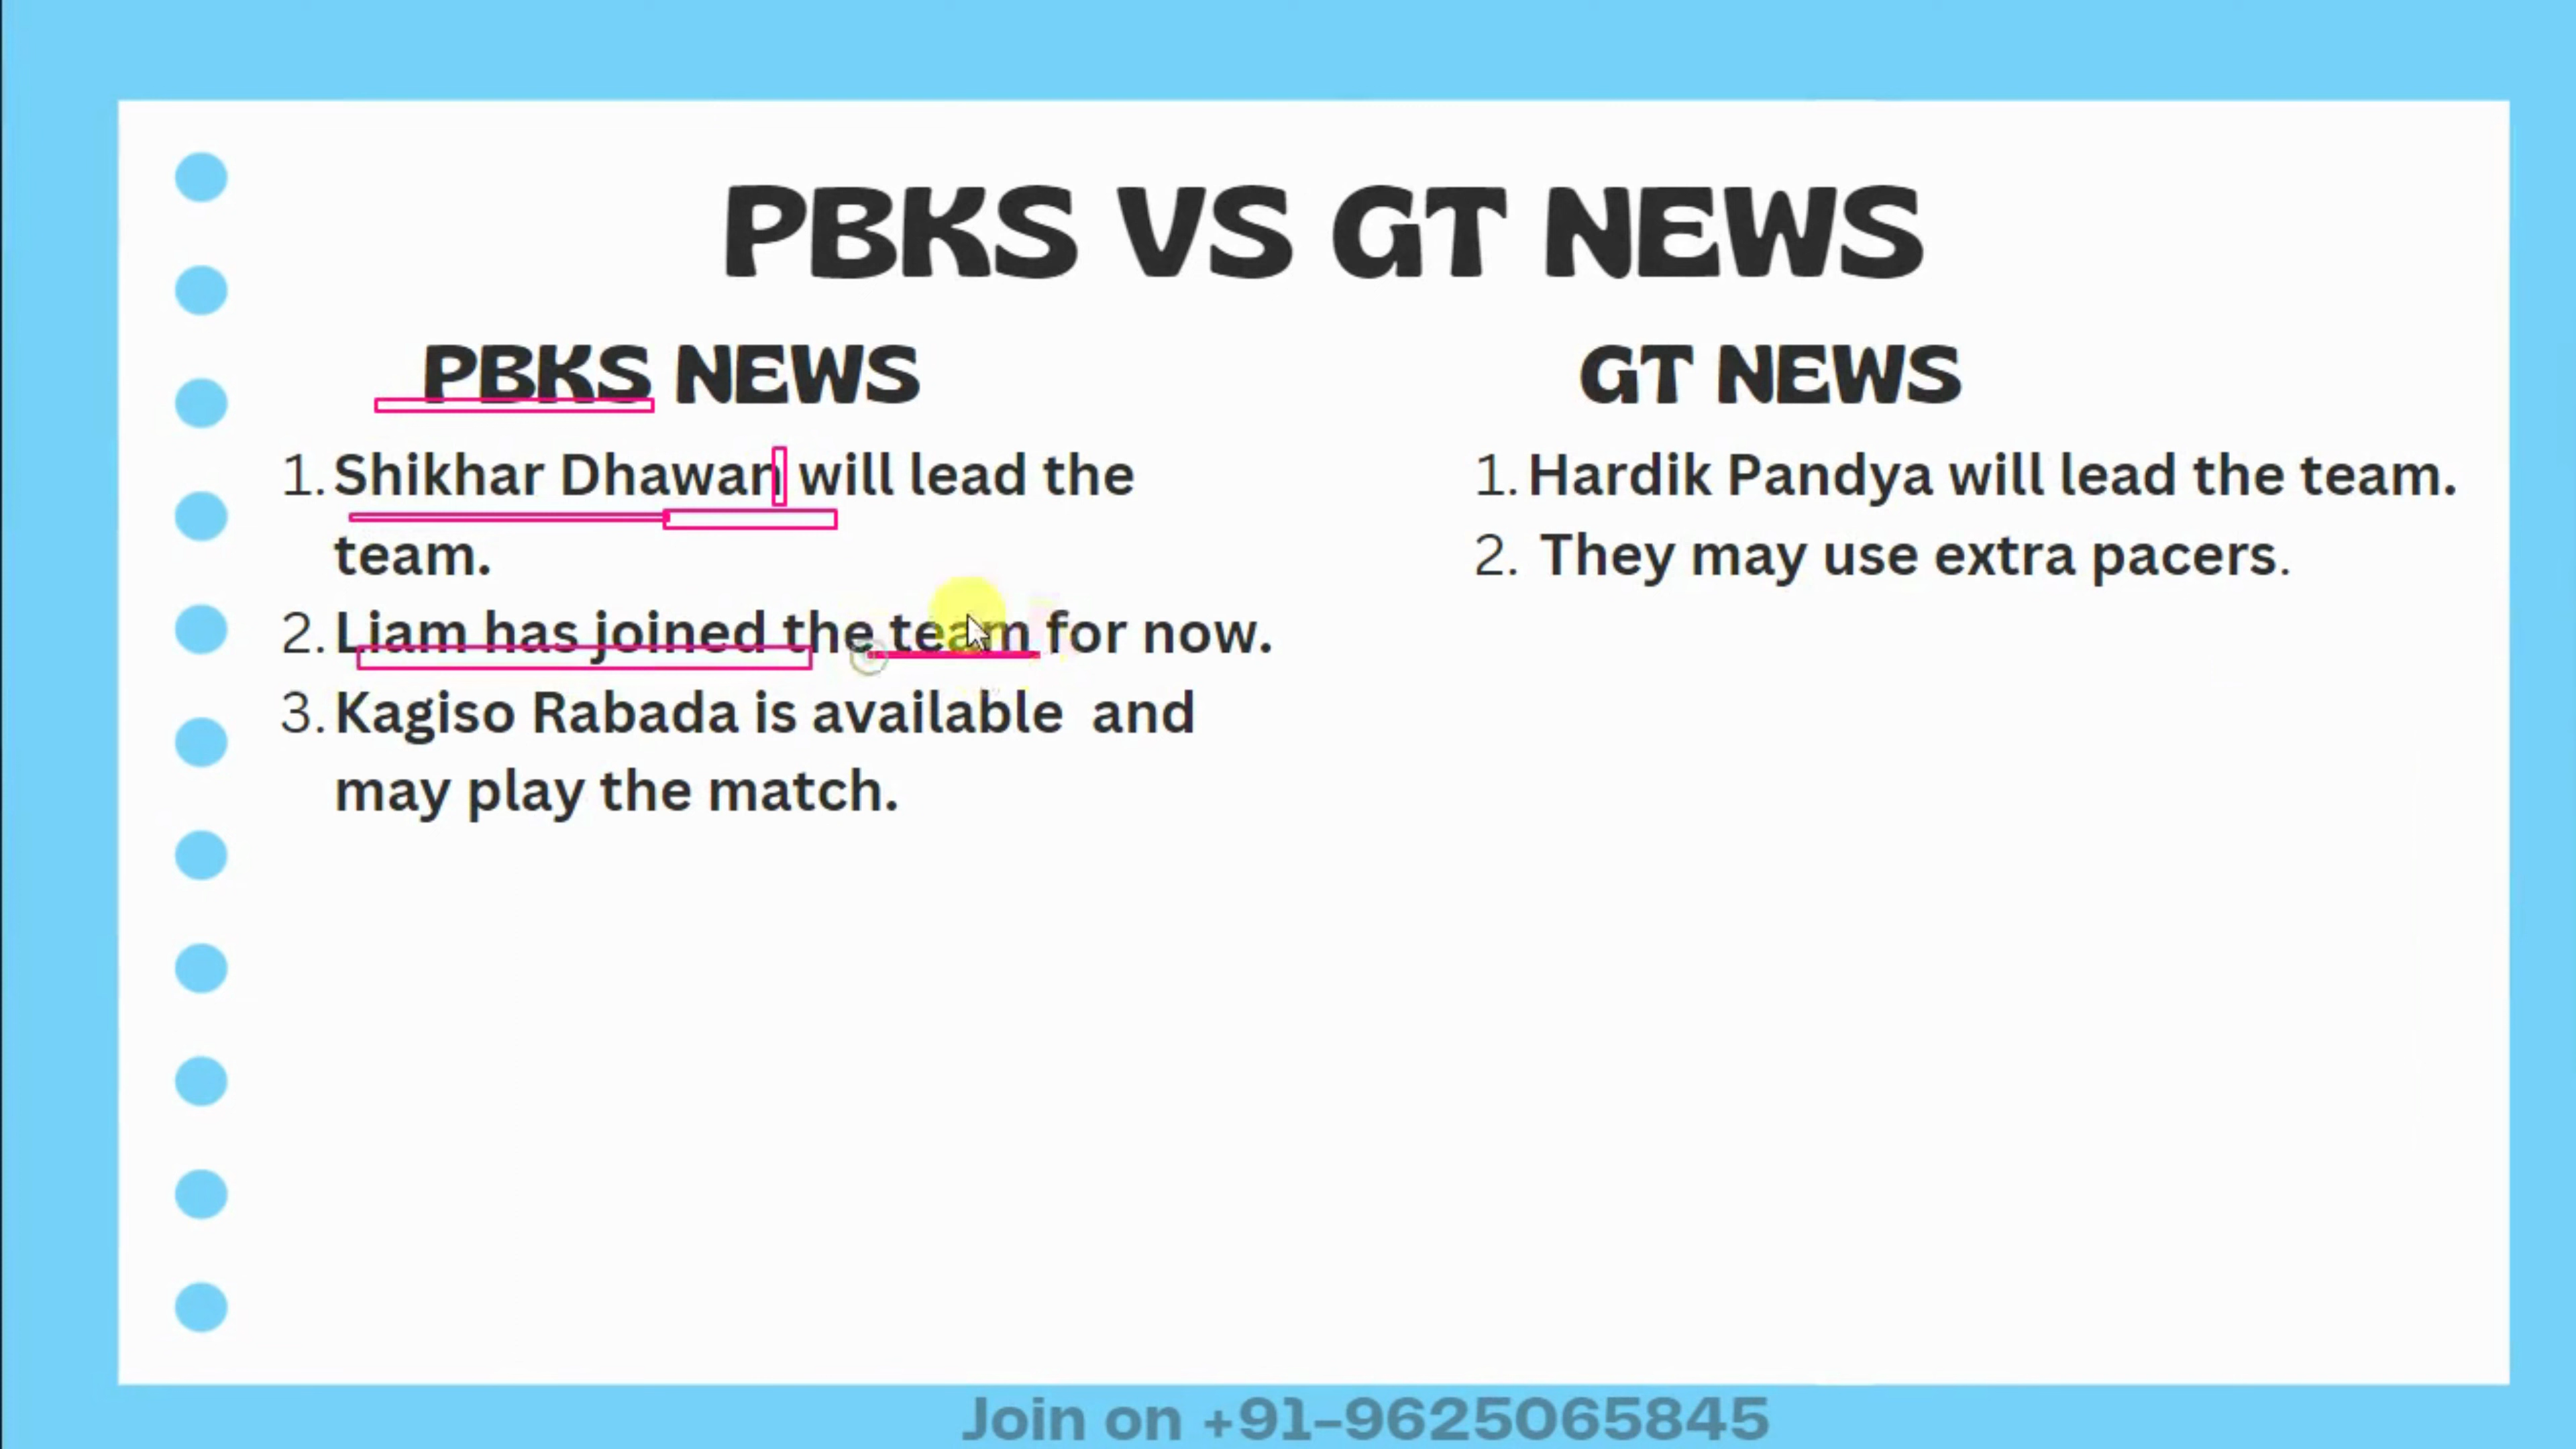 PBKS VS GT NEWS
PBKS NEWS
1. Shikhar Dhawan will lead the
team.
2. Liam has joined the team for now.
3. Kagiso Rabada is available and
may play the match.
GT NEWS
1. Hardik Pandya will lead the team.
2. They may use extra pacers.
Join on +91-9625065845